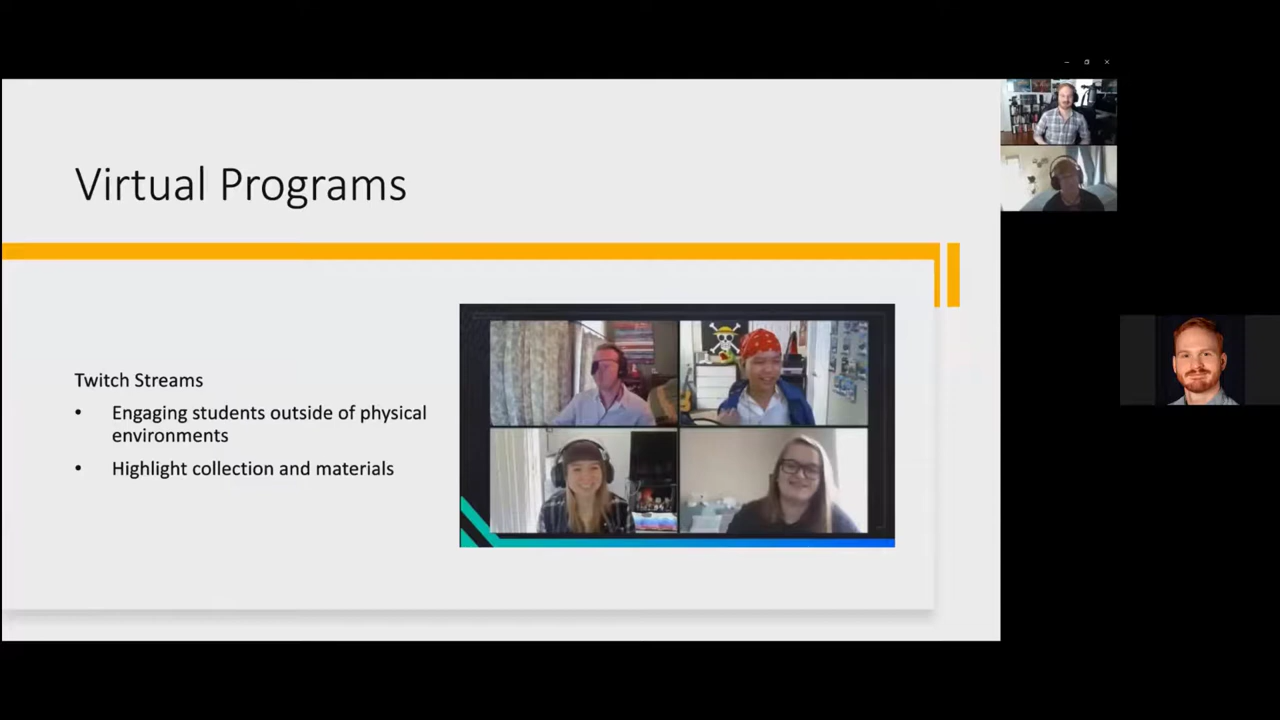 Virtual Programs
Twitch Streams
• Engaging students outside of physical
environments
• Highlight collection and materials